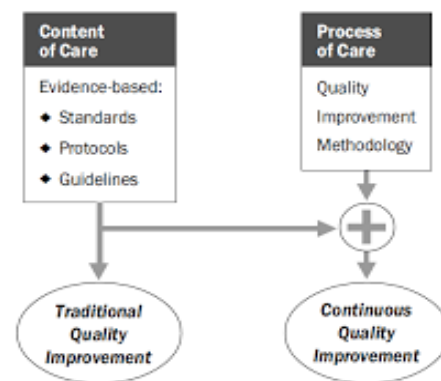 Content
of Care
Evidence-based:
◆ Standards
◆ Protocols
◆ Guidelines
Process
of Care
Quality
Improvement
Methodology
Traditional
Quality
Improvement
Continuous
Quality
Improvement